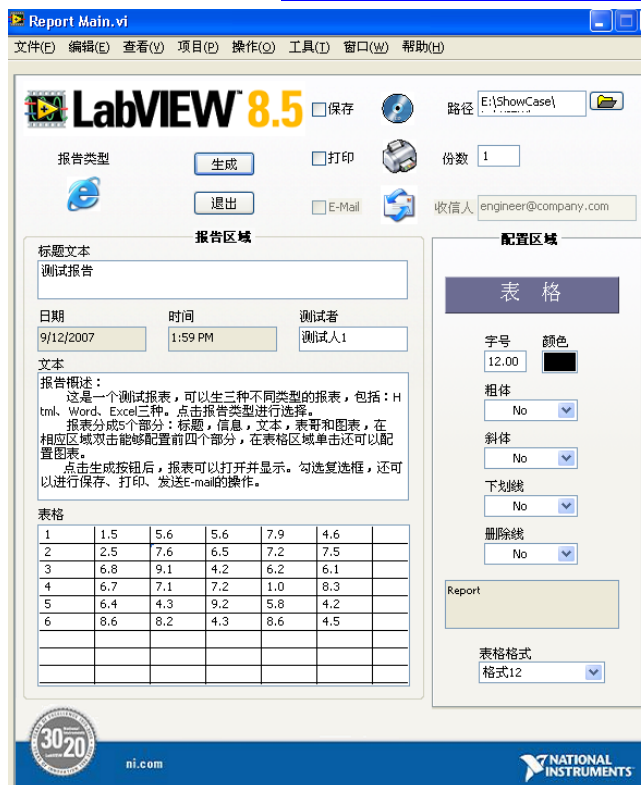 Report Main.vi
文件(F) 编辑(E) 查看(V) 项目(P) 操作(O) 工具(T) 窗口(W) 帮助(H)
LabVIEW™ 8.5
保存
路径 E:\ShowCase\
报告类型
生成
打印
份数 1
退出
E-Mail
收信人 engineer@company.com
报告区域
配置区域
标题文本
测试报告
表 格
日期 时间 测试者
9/12/2007 1:59 PM 测试人1
字号 颜色
12.00
文本
报告概述：
这是一个测试报表，可以生三种不同类型的报表，包括：H
tml、Word、Excel三种。点击报告类型进行选择。
报表分成5个部分：标题，信息，文本，表哥和图表，在
相应区域双击能够配置前四个部分，在表格区域单击还可以配
置图表。
点击生成按钮后，报表可以打开并显示。勾选复选框，还可
以进行保存、打印、发送E-mail的操作。
粗体
No
斜体
No
下划线
No
删除线
No
表格
1 1.5 5.6 5.6 7.9 4.6
2 2.5 7.6 6.5 7.2 7.5
3 6.8 9.1 4.2 6.2 6.1
4 6.7 7.1 7.2 1.0 8.3
5 6.4 4.3 9.2 5.8 4.2
6 8.6 8.2 4.3 8.6 4.5
Report
表格格式
格式12
30
20
ni.com
NATIONAL
INSTRUMENTS